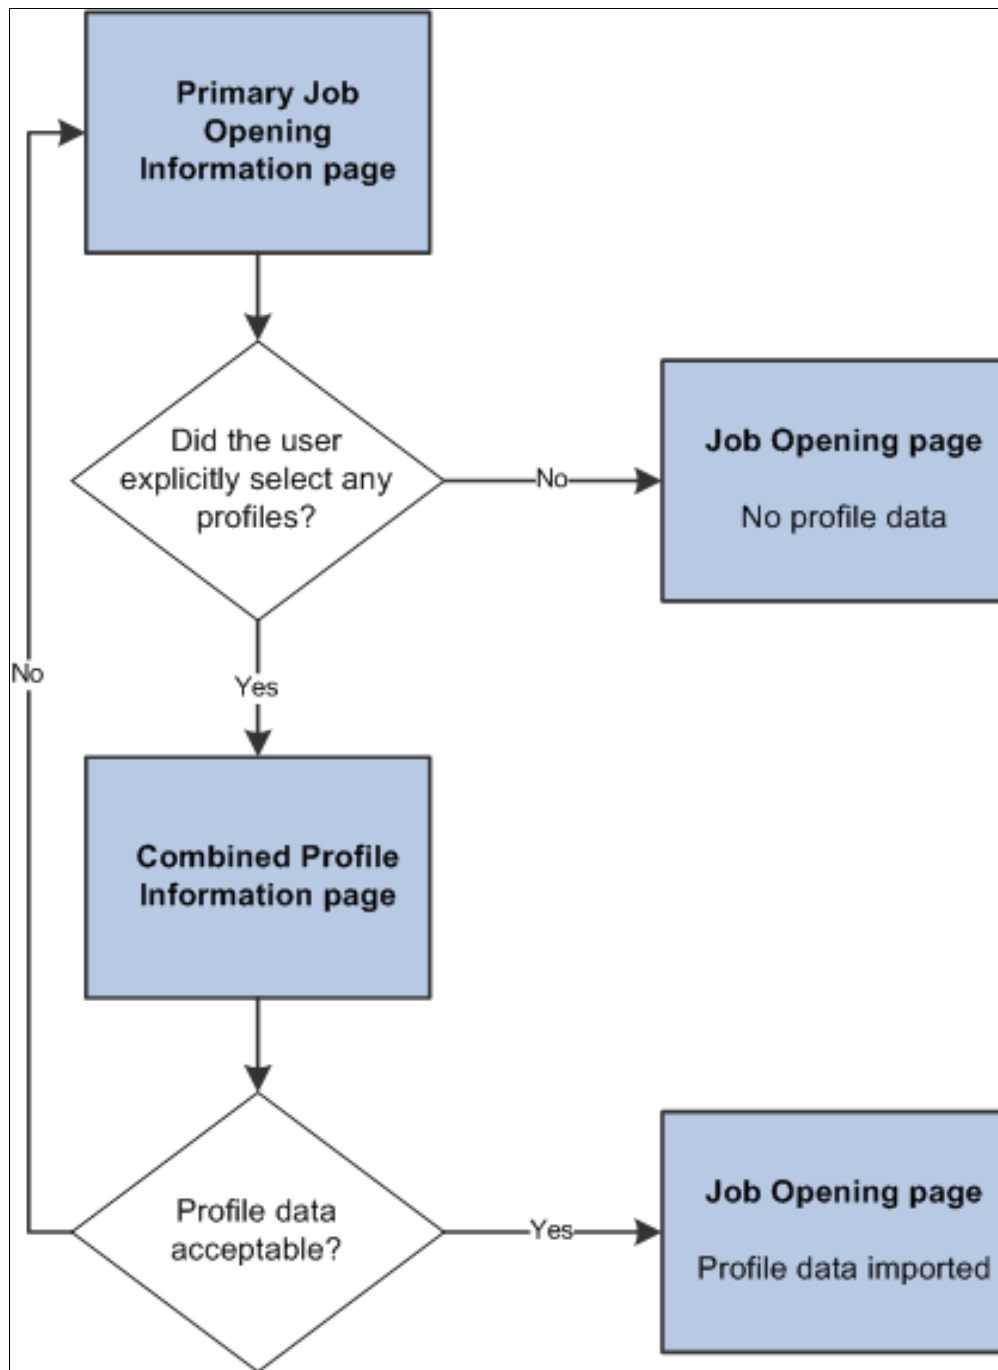 Primary Job
Opening
Information page
Did the user
explicitly select any
profiles?
No
Job Opening page
No profile data
No
Yes
Combined Profile
Information page
Profile data
acceptable?
Yes
Job Opening page
Profile data imported